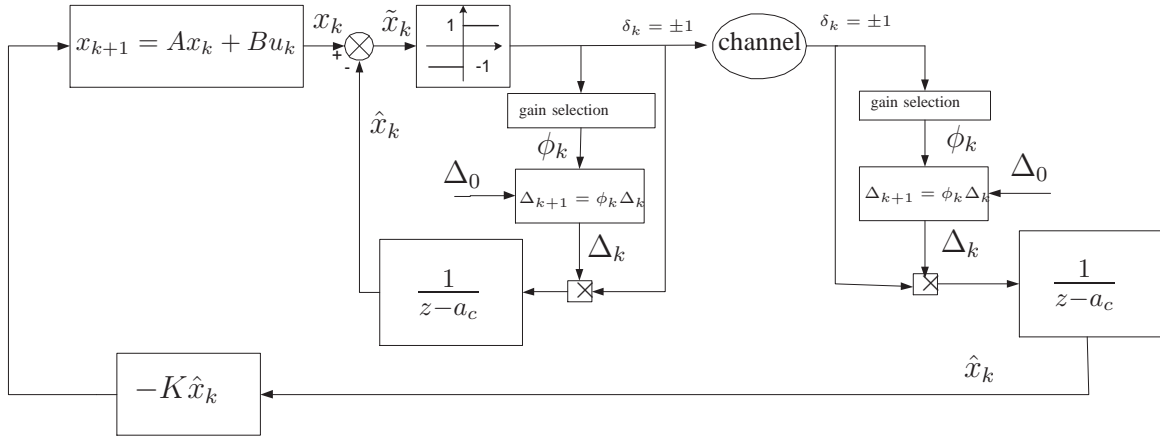 x_{k+1} = Ax_k + Bu_k
x_k
+
-
x̃_k
1
-1
δ_k = ±1
channel
δ_k = ±1
gain selection
gain selection
x̂_k
ϕ_k
ϕ_k
Δ_0
Δ_{k+1} = ϕ_kΔ_k
Δ_{k+1} = ϕ_kΔ_k
Δ_0
Δ_k
Δ_k
1/(z−a_c)
1/(z−a_c)
−Kx̂_k
x̂_k